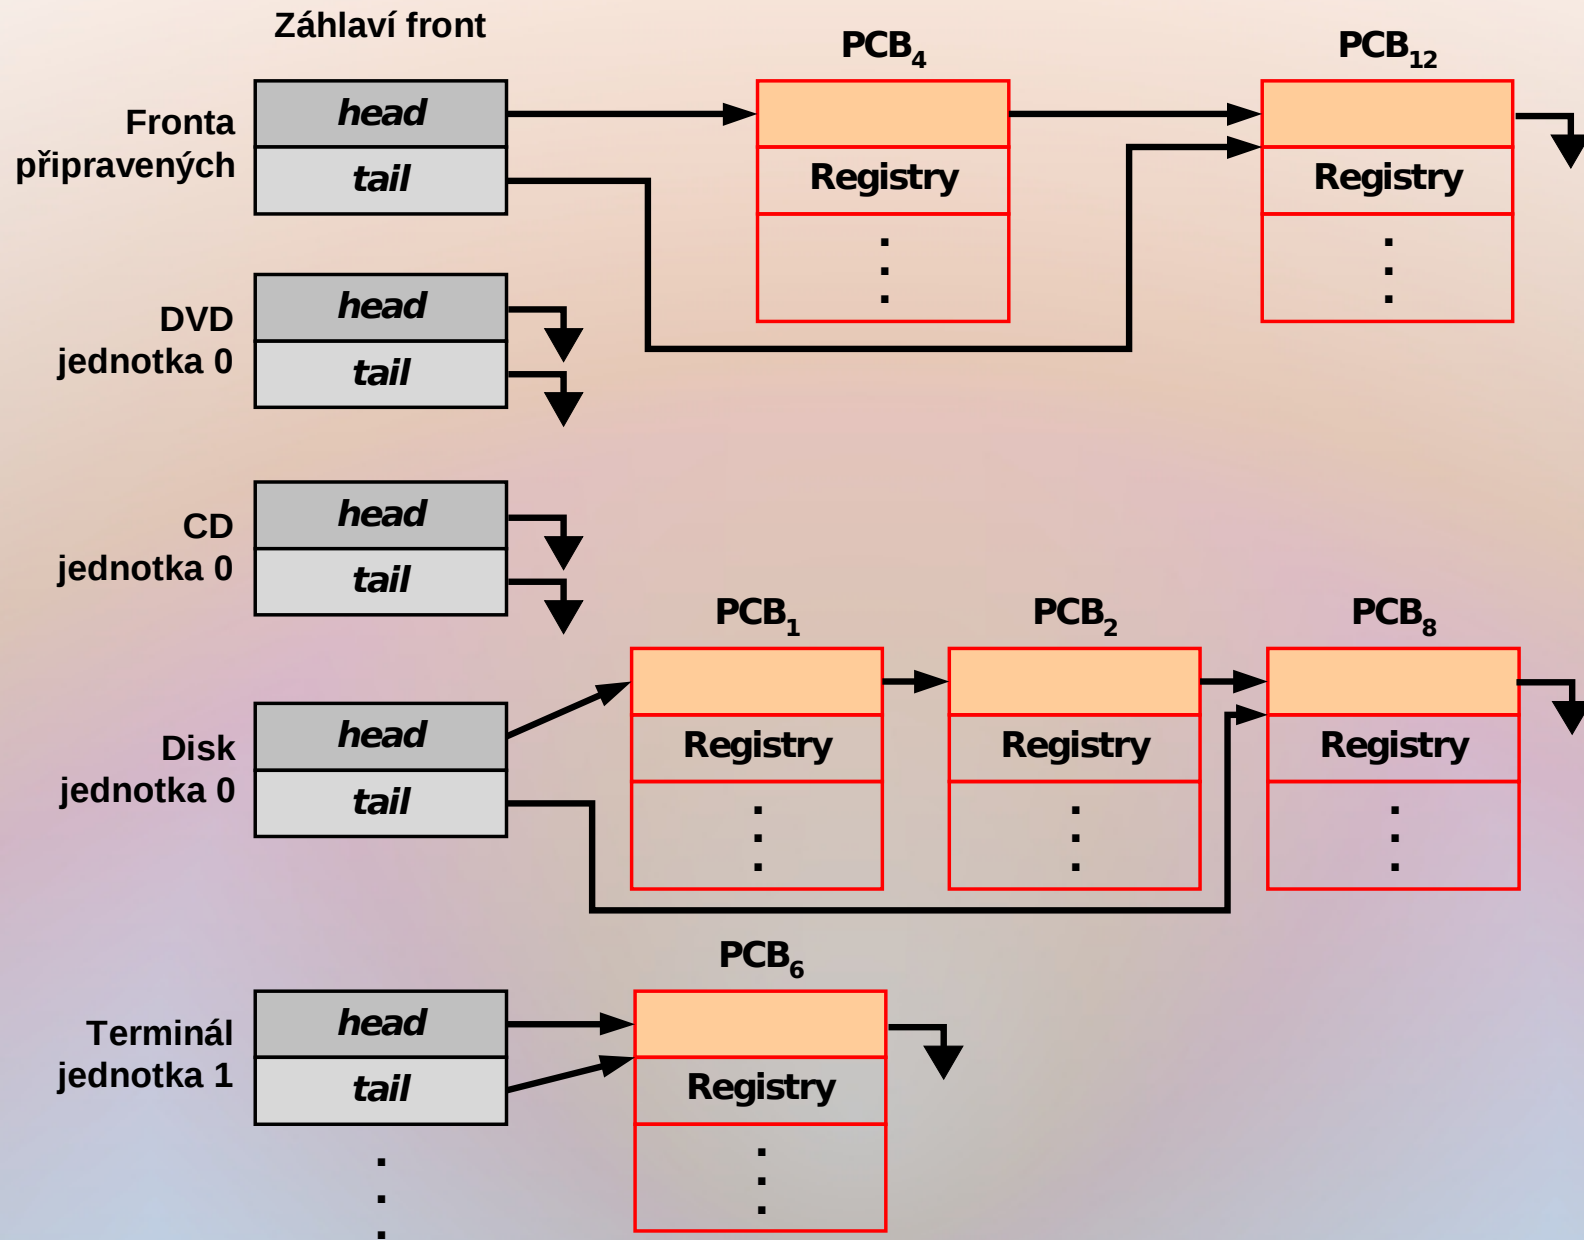 Záhlaví front
PCB4
PCB12
Fronta
připravených
head
tail
Registry
Registry
DVD
jednotka 0
head
tail
CD
jednotka 0
head
tail
PCB1
PCB2
PCB8
Disk
jednotka 0
head
tail
Registry
Registry
Registry
PCB6
Terminál
jednotka 1
head
tail
Registry